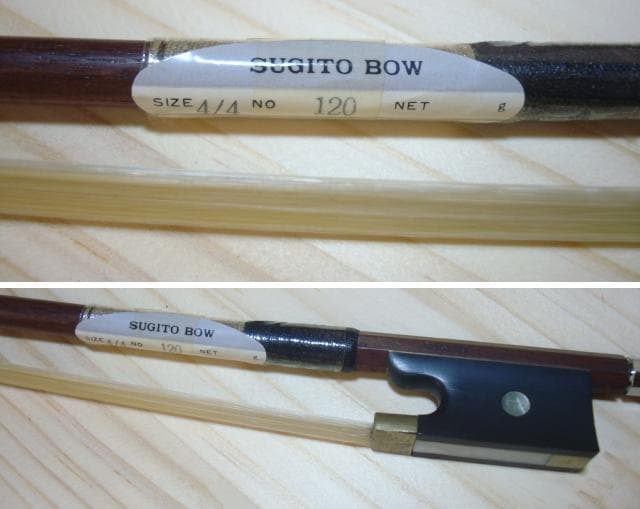 SUGITO BOW
SIZE 4/4 NO 120 NET g
SUGITO BOW
SIZE 4/4 NO 120 NET g